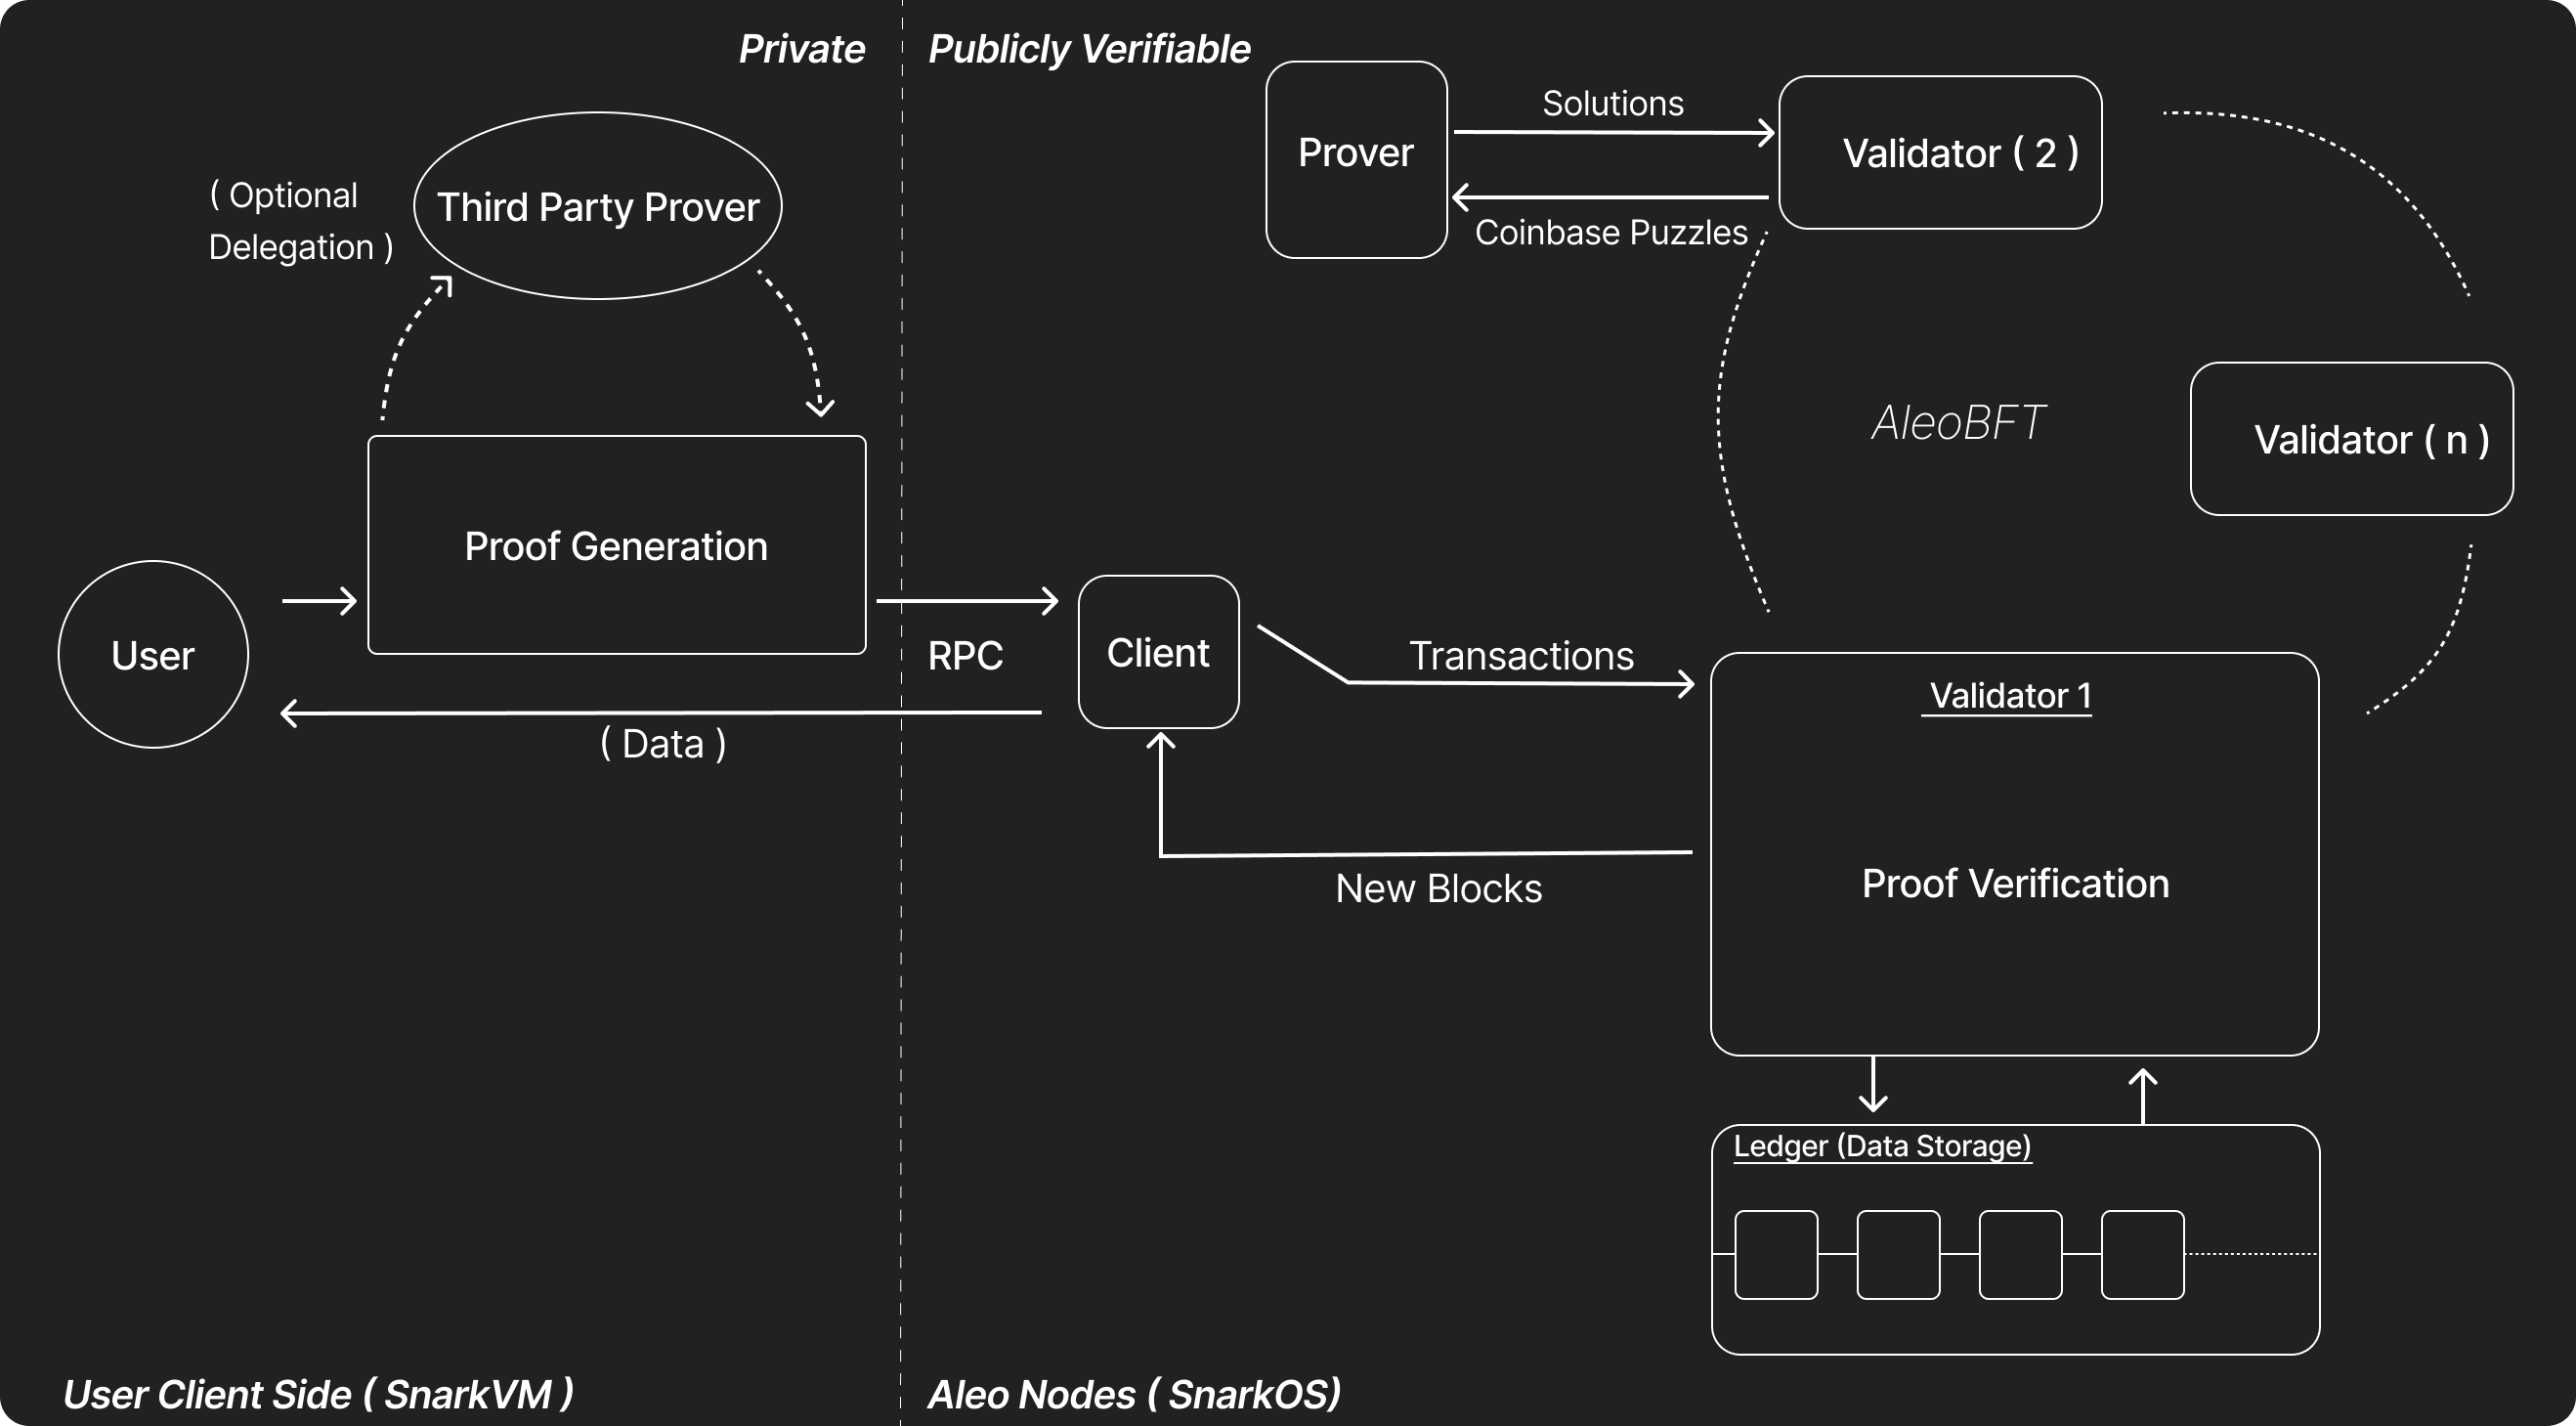 Private
Publicly Verifiable
Prover
Solutions
Coinbase Puzzles
Validator ( 2 )
( Optional
Delegation )
Third Party Prover
AleoBFT
Validator ( n )
Proof Generation
User
RPC
Client
( Data )
Transactions
New Blocks
Validator 1
Proof Verification
Ledger (Data Storage)
User Client Side ( SnarkVM )
Aleo Nodes ( SnarkOS)